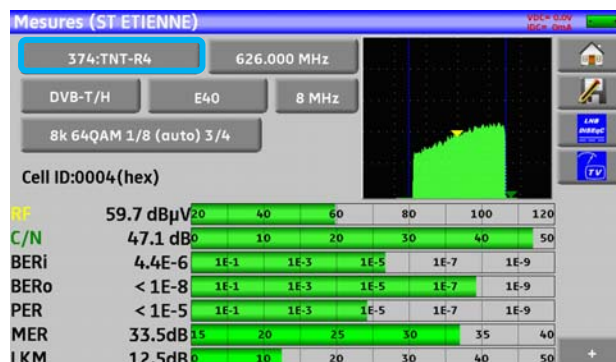 Mesures (ST ETIENNE)
VDC= 0.0V
IDC= 0mA
374:TNT-R4
626.000 MHz
DVB-T/H
E40
8 MHz
8k 64QAM 1/8 (auto) 3/4
LNB
DiSEqC
TV
Cell ID:0004(hex)
RF 59.7 dBµV 20 40 60 80 100 120
C/N 47.1 dB 0 10 20 30 40 50
BERi 4.4E-6 1E-1 1E-3 1E-5 1E-7 1E-9
BERo < 1E-8 1E-1 1E-3 1E-5 1E-7 1E-9
PER < 1E-5 1E-1 1E-3 1E-5 1E-7 1E-9
MER 33.5dB 15 20 25 30 35 40
LKM 12.5dB 0 10 20 30 40 50
+